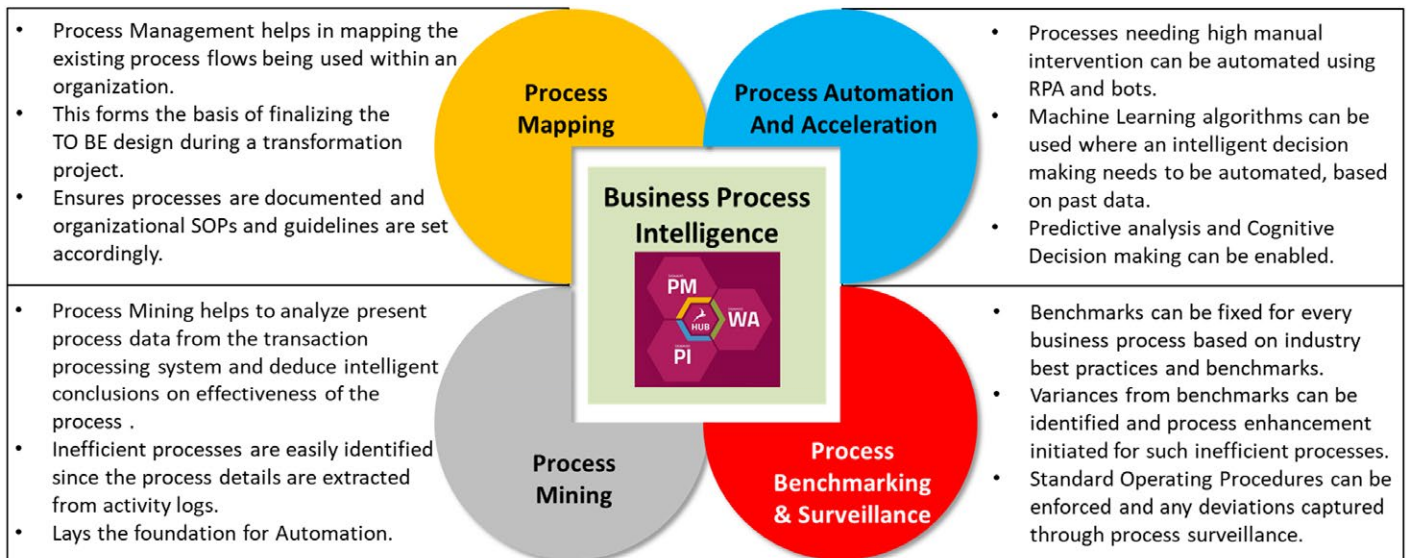 • Process Management helps in mapping the
existing process flows being used within an
organization.
• This forms the basis of finalizing the
TO BE design during a transformation
project.
• Ensures processes are documented and
organizational SOPs and guidelines are set
accordingly.
Process
Mapping
Process Automation
And Acceleration
• Processes needing high manual
intervention can be automated using
RPA and bots.
• Machine Learning algorithms can be
used where an intelligent decision
making needs to be automated, based
on past data.
• Predictive analysis and Cognitive
Decision making can be enabled.
Business Process
Intelligence
PM
HUB
WA
PI
• Process Mining helps to analyze present
process data from the transaction
processing system and deduce intelligent
conclusions on effectiveness of the
process .
• Inefficient processes are easily identified
since the process details are extracted
from activity logs.
• Lays the foundation for Automation.
Process
Mining
Process
Benchmarking
& Surveillance
• Benchmarks can be fixed for every
business process based on industry
best practices and benchmarks.
• Variances from benchmarks can be
identified and process enhancement
initiated for such inefficient processes.
• Standard Operating Procedures can be
enforced and any deviations captured
through process surveillance.